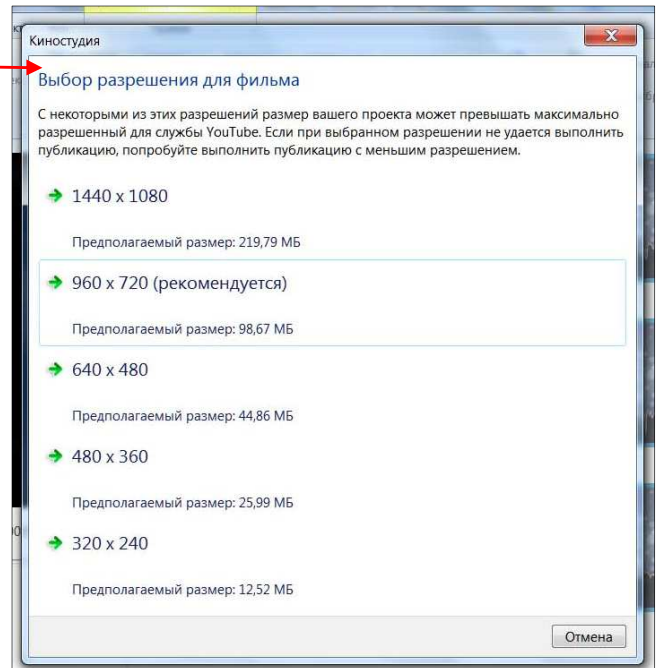 Киностудия
Выбор разрешения для фильма
С некоторыми из этих разрешений размер вашего проекта может превышать максимально
разрешенный для службы YouTube. Если при выбранном разрешении не удается выполнить
публикацию, попробуйте выполнить публикацию с меньшим разрешением.
1440 x 1080
Предполагаемый размер: 219,79 МБ
960 x 720 (рекомендуется)
Предполагаемый размер: 98,67 МБ
640 x 480
Предполагаемый размер: 44,86 МБ
480 x 360
Предполагаемый размер: 25,99 МБ
320 x 240
Предполагаемый размер: 12,52 МБ
Отмена